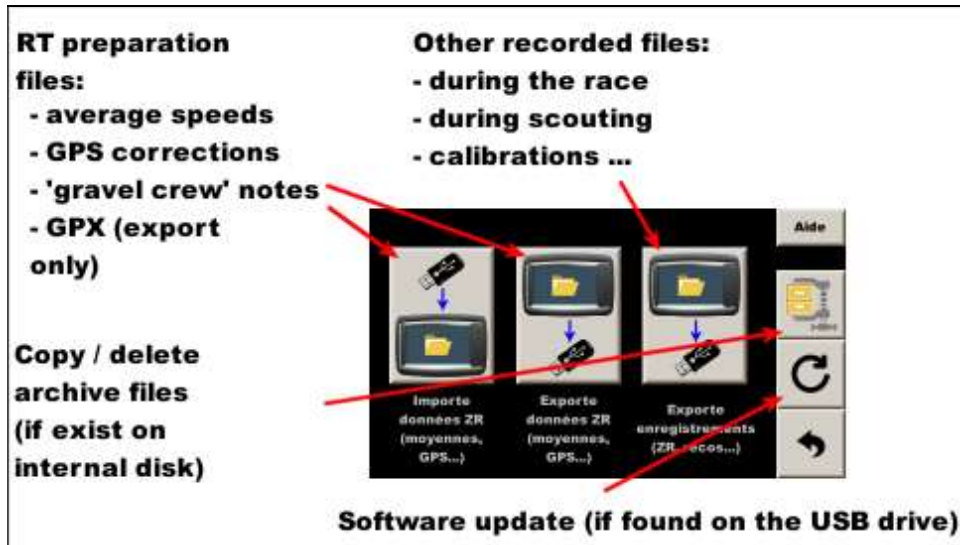 RT preparation
files:
- average speeds
- GPS corrections
- 'gravel crew' notes
- GPX (export
only)
Other recorded files:
- during the race
- during scouting
- calibrations ...
Copy / delete
archive files
(if exist on
internal disk)
Aide
Importe
données ZR
(moyennes,
GPS...)
Exporte
données ZR
(moyennes,
GPS...)
Exporte
enregistrements
(ZR, recos...)
Software update (if found on the USB drive)